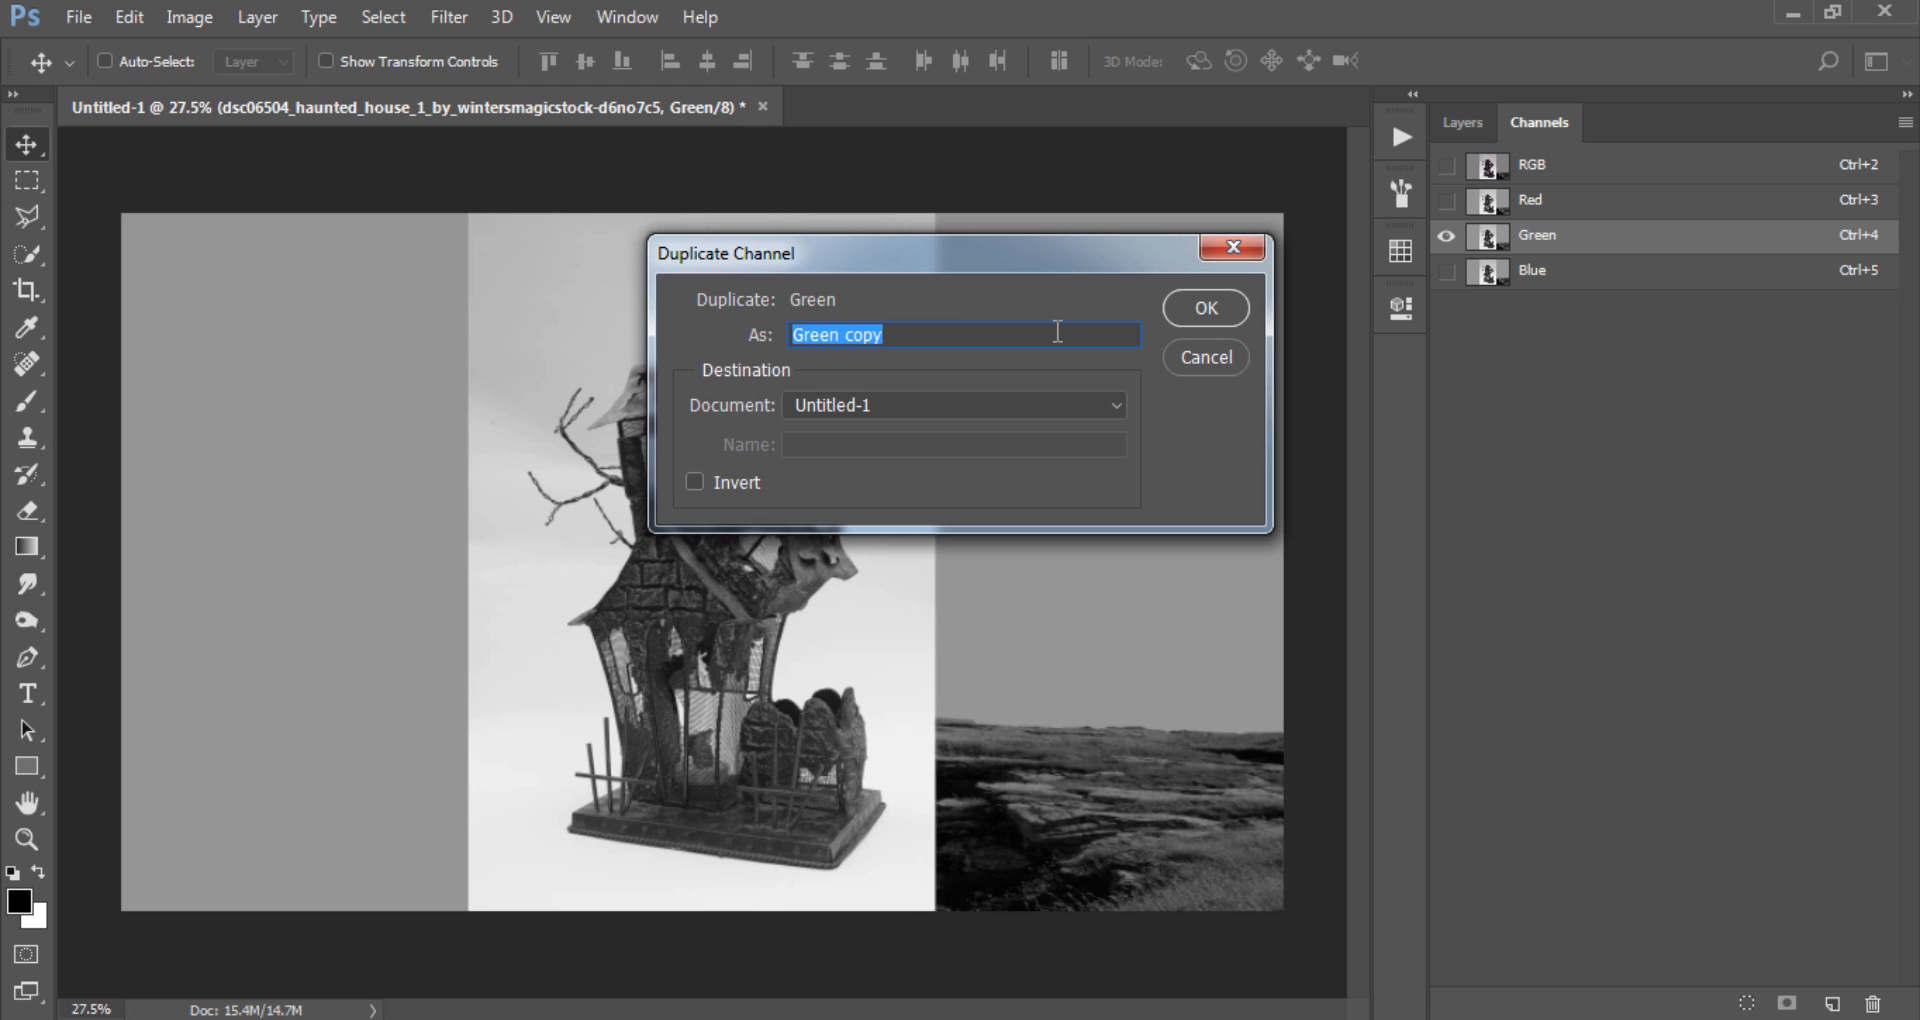 Ps File Edit Image Layer Type Select Filter 3D View Window Help
Auto-Select: Layer Show Transform Controls 3D Mode:
Untitled-1 @ 27.5% (dsc06504_haunted_house_1_by_wintersmagicstock-d6no7c5, Green/8) *
Layers Channels
RGB Ctrl+2
Red Ctrl+3
Green Ctrl+4
Blue Ctrl+5
Duplicate Channel
Duplicate: Green
As: Green copy
OK
Cancel
Destination
Document: Untitled-1
Name:
Invert
27.5% Doc: 15.4M/14.7M